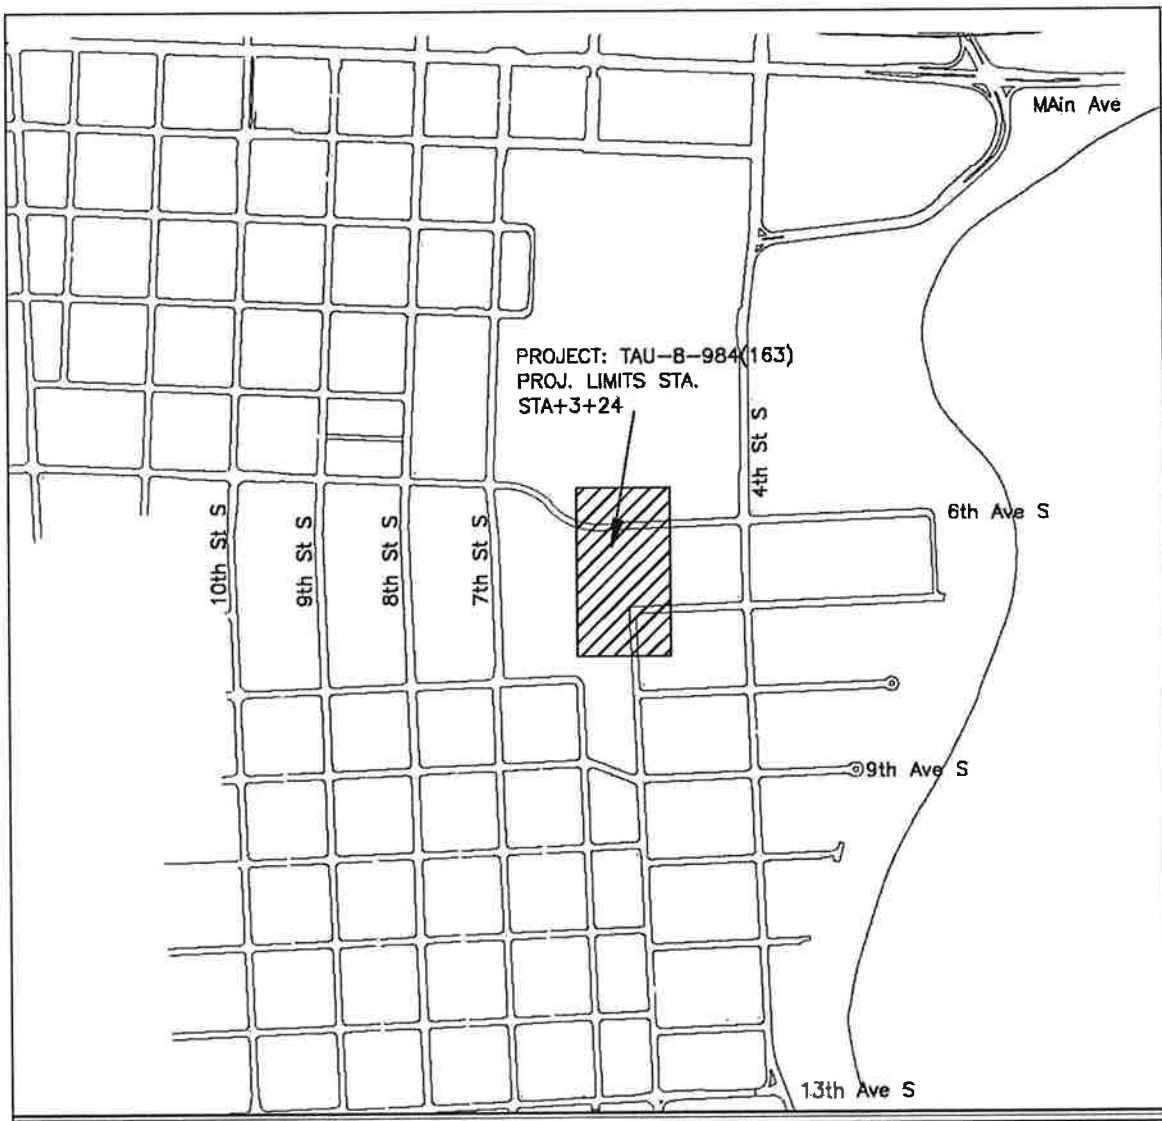 MAin Ave
PROJECT: TAU-8-984(163)
PROJ. LIMITS STA.
STA+3+24
4th St S
6th Ave S
10th St S
9th St S
8th St S
7th St S
9th Ave S
13th Ave S